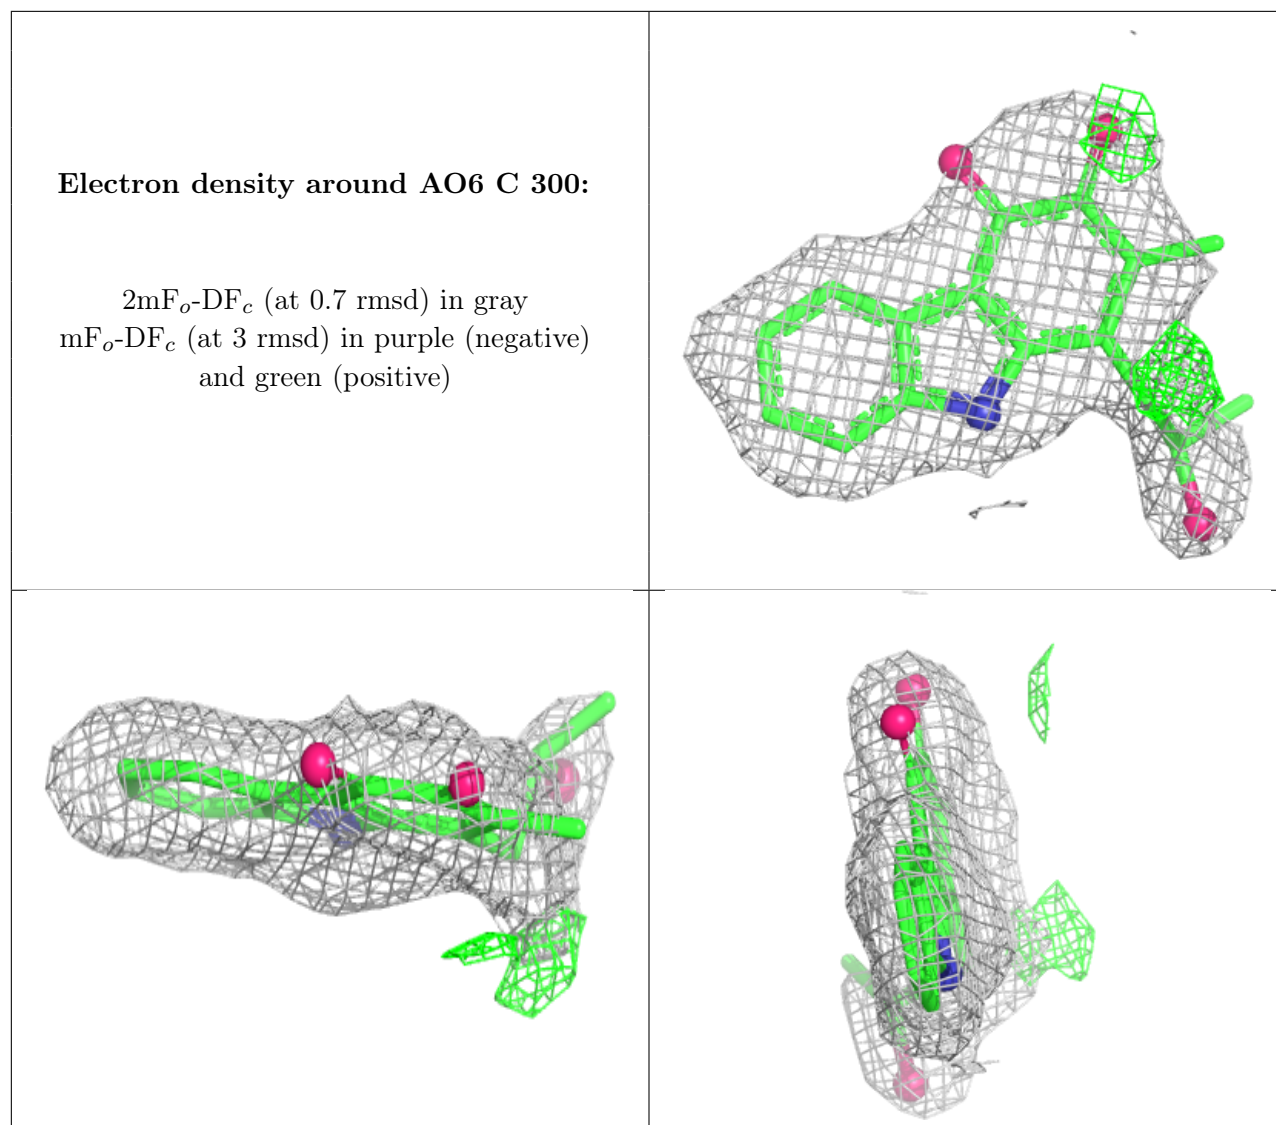 Electron density around AO6 C 300:
2mFo-DFc (at 0.7 rmsd) in gray
mFo-DFc (at 3 rmsd) in purple (negative)
and green (positive)